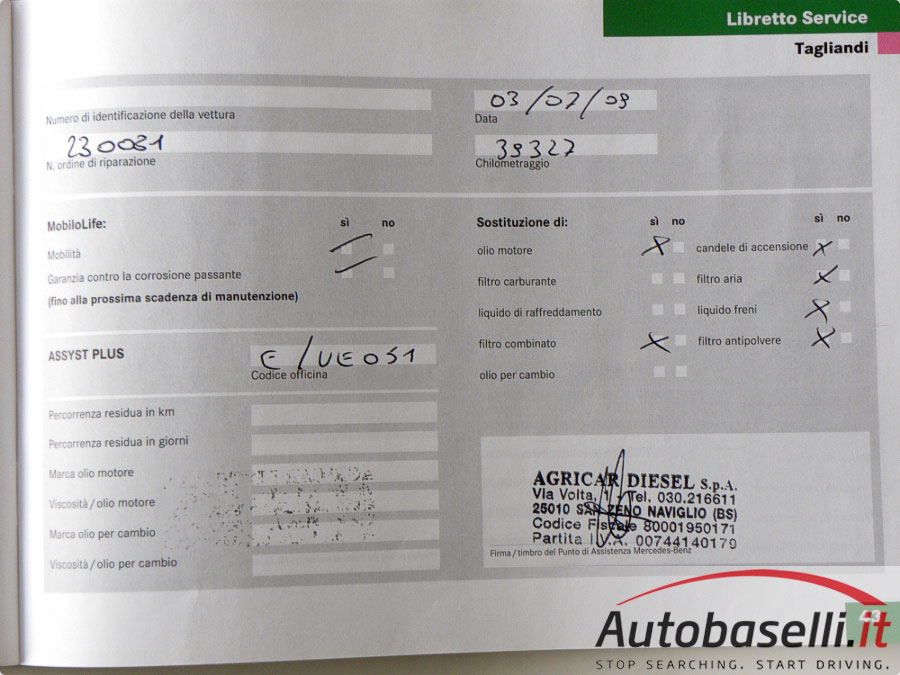 Libretto Service
Tagliandi
Numero di identificazione della vettura
03/07/09
Data
230031
N. ordine di riparazione
39327
Chilometraggio
MobiloLife: sì no
Mobilità
Garanzia contro la corrosione passante
(fino alla prossima scadenza di manutenzione)
Sostituzione di: sì no sì no
olio motore X candele di accensione X
filtro carburante filtro aria X
liquido di raffreddamento liquido freni X
filtro combinato X filtro antipolvere X
olio per cambio
ASSYST PLUS
Codice officina
Percorrenza residua in km
Percorrenza residua in giorni
Marca olio motore
Viscosità/olio motore
Marca olio per cambio
Viscosità/olio per cambio
AGRICAR DIESEL S.p.A.
Via Volta, 1 Tel. 030.216611
25010 SAN ZENO NAVIGLIO (BS)
Codice Fiscale 80001950171
Partita I.V.A. 00744140179
Firma/timbro del Punto di Assistenza Mercedes-Benz
43
Autobaselli.it
STOP SEARCHING. START DRIVING.